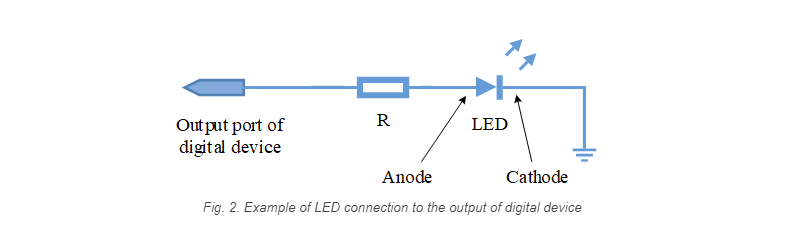 Output port of
digital device
R
LED
Anode
Cathode
Fig. 2. Example of LED connection to the output of digital device